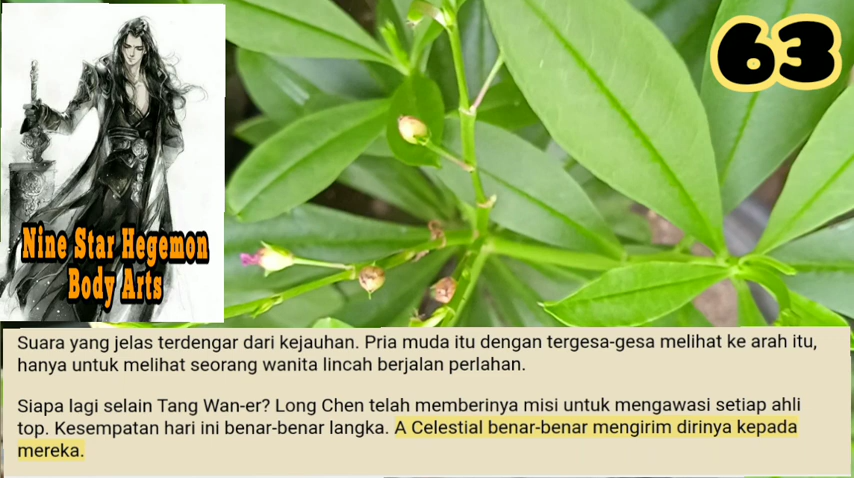 63
Nine Star Hegemon
Body Arts
Suara yang jelas terdengar dari kejauhan. Pria muda itu dengan tergesa-gesa melihat ke arah itu,
hanya untuk melihat seorang wanita lincah berjalan perlahan.
Siapa lagi selain Tang Wan-er? Long Chen telah memberinya misi untuk mengawasi setiap ahli
top. Kesempatan hari ini benar-benar langka. A Celestial benar-benar mengirim dirinya kepada
mereka.